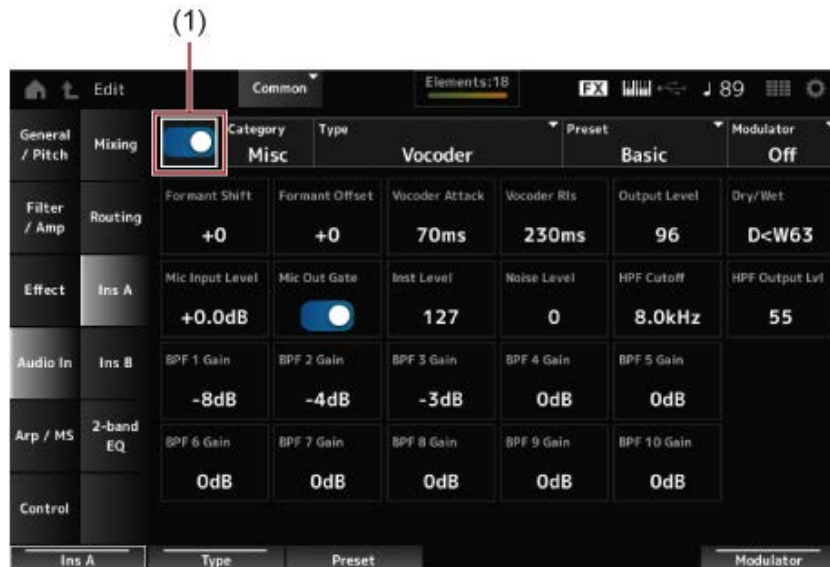 (1)
Edit
Common
Elements:18
FX
89
General / Pitch
Filter / Amp
Effect
Audio In
Arp / MS
Control
Mixing
Routing
Ins A
Ins B
2-band EQ
Category
Misc
Type
Vocoder
Preset
Basic
Modulator
Off
Formant Shift
+0
Formant Offset
+0
Vocoder Attack
70ms
Vocoder Rls
230ms
Output Level
96
Dry/Wet
D<W63
Mic Input Level
+0.0dB
Mic Out Gate
Inst Level
127
Noise Level
0
HPF Cutoff
8.0kHz
HPF Output Lvl
55
BPF 1 Gain
-8dB
BPF 2 Gain
-4dB
BPF 3 Gain
-3dB
BPF 4 Gain
0dB
BPF 5 Gain
0dB
BPF 6 Gain
0dB
BPF 7 Gain
0dB
BPF 8 Gain
0dB
BPF 9 Gain
0dB
BPF 10 Gain
0dB
Ins A
Type
Preset
Modulator